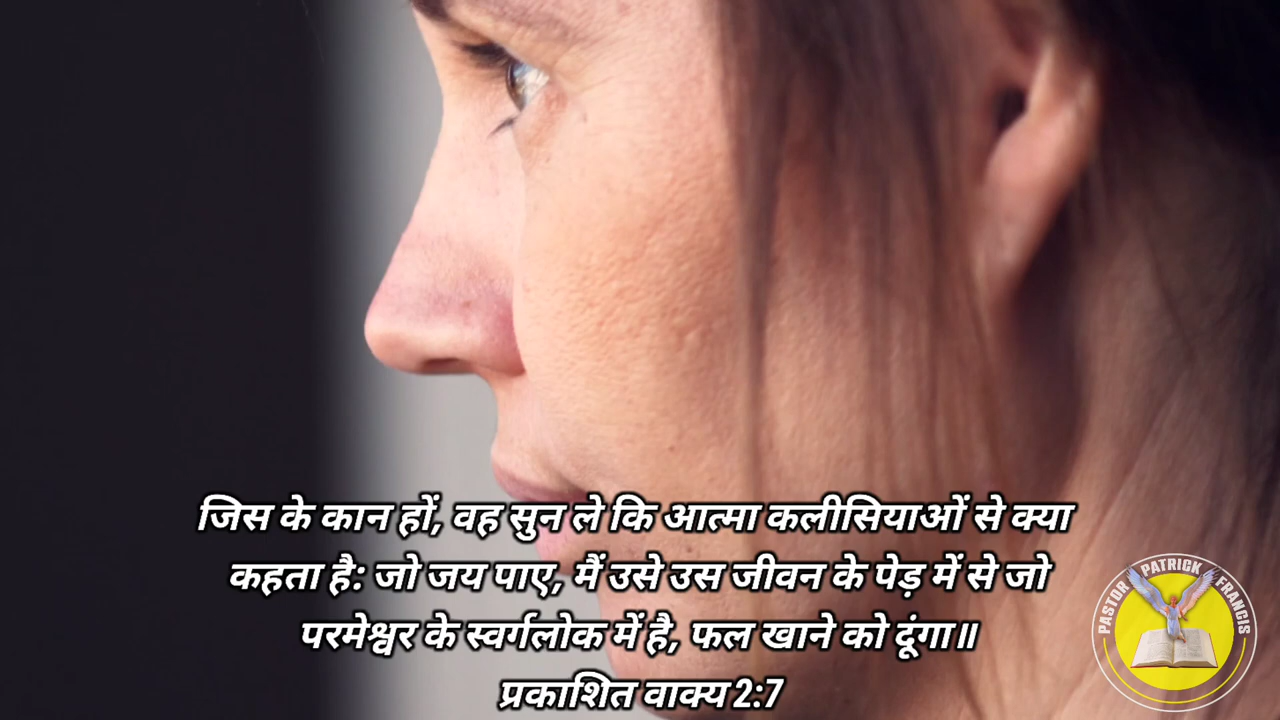 जिस के कान हों, वह सुन ले कि आत्मा कलीसियाओं से क्या
कहता है: जो जय पाए, मैं उसे उस जीवन के पेड़ में से जो
परमेश्वर के स्वर्गलोक में है, फल खाने को दूंगा॥
प्रकाशित वाक्य 2:7
PASTOR PATRICK FRANCIS